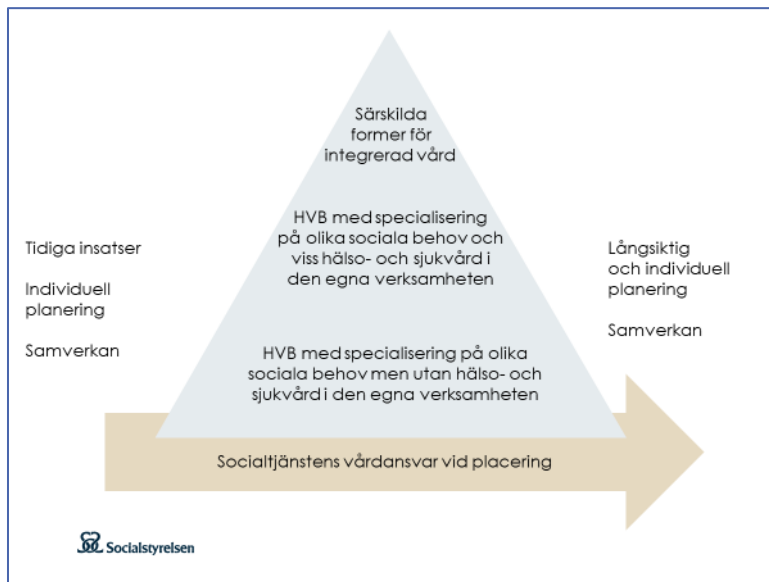 Särskilda
former för
integrerad vård
HVB med specialisering
på olika sociala behov och
viss hälso- och sjukvård i
den egna verksamheten
HVB med specialisering på olika
sociala behov men utan hälso- och
sjukvård i den egna verksamheten
Tidiga insatser
Individuell
planering
Samverkan
Långsiktig
och individuell
planering
Samverkan
Socialtjänstens vårdansvar vid placering
Socialstyrelsen